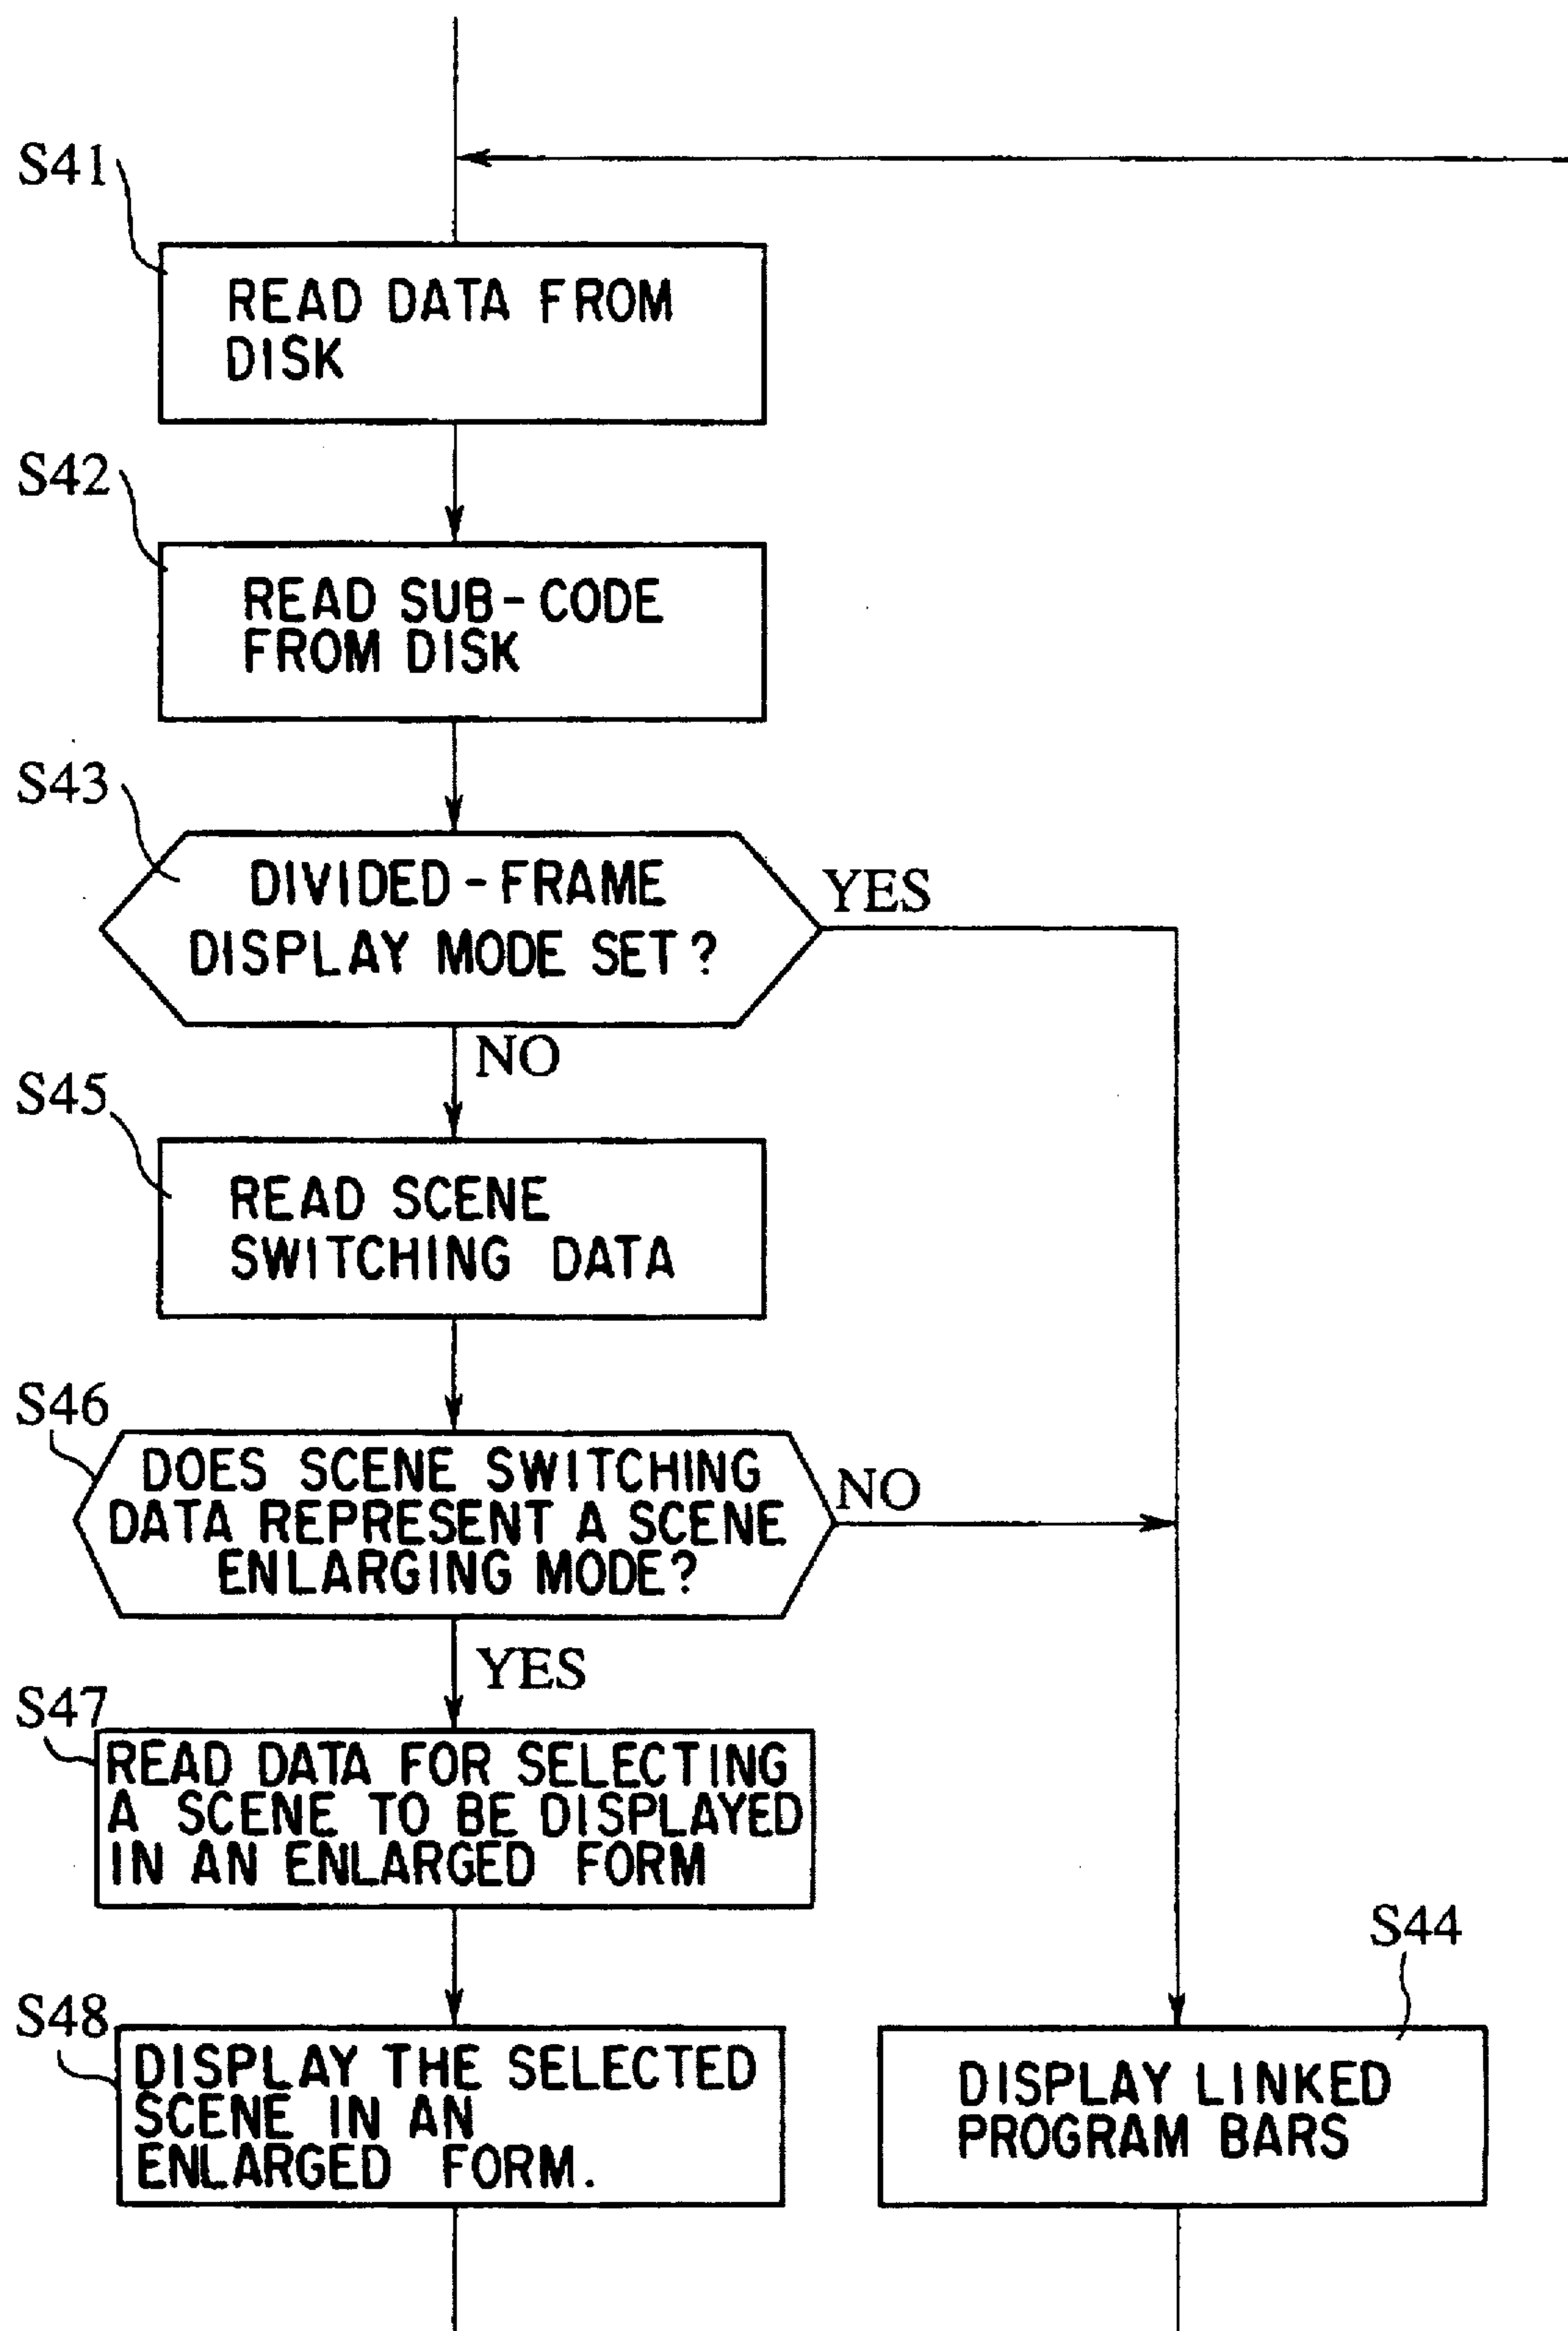 S41
READ DATA FROM
DISK
S42
READ SUB-CODE
FROM DISK
S43
DIVIDED-FRAME
DISPLAY MODE SET?
YES
NO
S45
READ SCENE
SWITCHING DATA
S46
DOES SCENE SWITCHING
DATA REPRESENT A SCENE
ENLARGING MODE?
NO
YES
S47
READ DATA FOR SELECTING
A SCENE TO BE DISPLAYED
IN AN ENLARGED FORM
S48
DISPLAY THE SELECTED
SCENE IN AN
ENLARGED FORM.
S44
DISPLAY LINKED
PROGRAM BARS